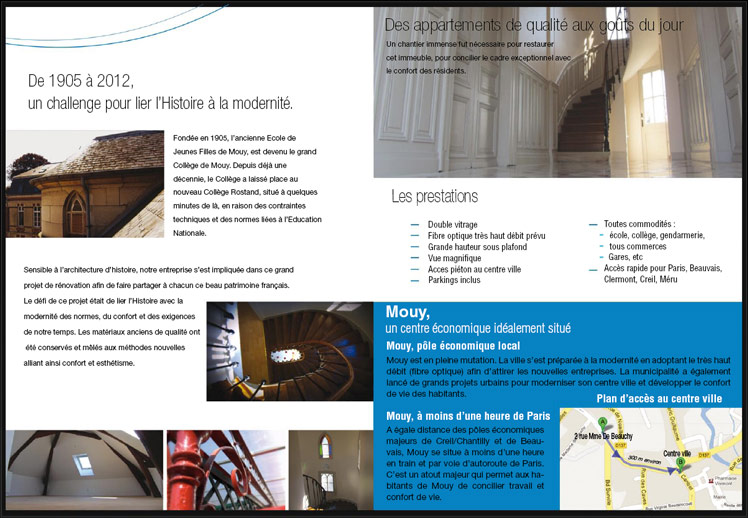 De 1905 à 2012,
un challenge pour lier l'Histoire à la modernité.
Fondée en 1905, l'ancienne Ecole de
Jeunes Filles de Mouy, est devenu le grand
Collège de Mouy. Depuis déjà une
décennie, le Collège a laissé place au
nouveau Collège Rostand, situé à quelques
minutes de là, en raison des contraintes
techniques et des normes liées à l'Education
Nationale.
Sensible à l'architecture d'histoire, notre entreprise s'est impliquée dans ce grand
projet de rénovation afin de faire partager à chacun ce beau patrimoine français.
Le défi de ce projet était de lier l'Histoire avec la
modernité des normes, du confort et des exigences
de notre temps. Les matériaux anciens de qualité ont
été conservés et mêlés aux méthodes nouvelles
alliant ainsi confort et esthétisme.
Des appartements de qualité aux goûts du jour
Un chantier immense fut nécessaire pour restaurer
cet immeuble, pour concilier le cadre exceptionnel avec
le confort des résidents.
Les prestations
Double vitrage
Fibre optique très haut débit prévu
Grande hauteur sous plafond
Vue magnifique
Acces piéton au centre ville
Parkings inclus
Toutes commodités :
école, collège, gendarmerie,
tous commerces
Gares, etc
Accès rapide pour Paris, Beauvais,
Clermont, Creil, Méru
Mouy,
un centre économique idéalement situé
Mouy, pôle économique local
Mouy est en pleine mutation. La ville s'est préparée à la modernité en adoptant le très haut
débit (fibre optique) afin d'attirer les nouvelles entreprises. La municipalité a également
lancé de grands projets urbains pour moderniser son centre ville et développer le confort
de vie des habitants.
Mouy, à moins d'une heure de Paris
A égale distance des pôles économiques
majeurs de Creil/Chantilly et de Beau-
vais, Mouy se situe à moins d'une heure
en train et par voie d'autoroute de Paris.
C'est un atout majeur qui permet aux ha-
bitants de Mouy de concilier travail et
confort de vie.
Plan d'accès au centre ville
A
2 rue Mme De Beauchy
D137
300 m environ
Centre ville
B
D137
Pharmacie
Mairie